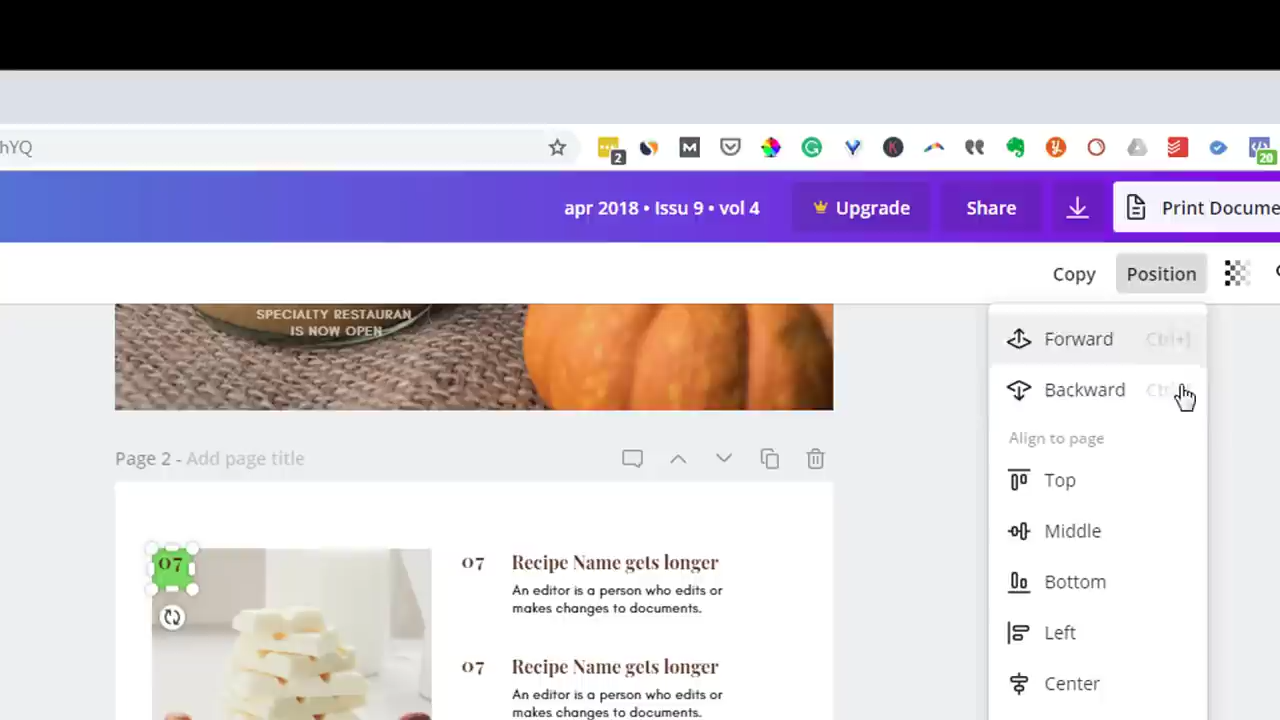 hYQ
2
M
K
20
apr 2018 • Issu 9 • vol 4
Upgrade
Share
Print Docume
Copy
Position
SPECIALTY RESTAURAN
IS NOW OPEN
Forward Ctrl+]
Backward
Align to page
Top
Middle
Bottom
Left
Center
Page 2 - Add page title
07
07 Recipe Name gets longer
An editor is a person who edits or
makes changes to documents.
07 Recipe Name gets longer
An editor is a person who edits or
makes changes to documents.